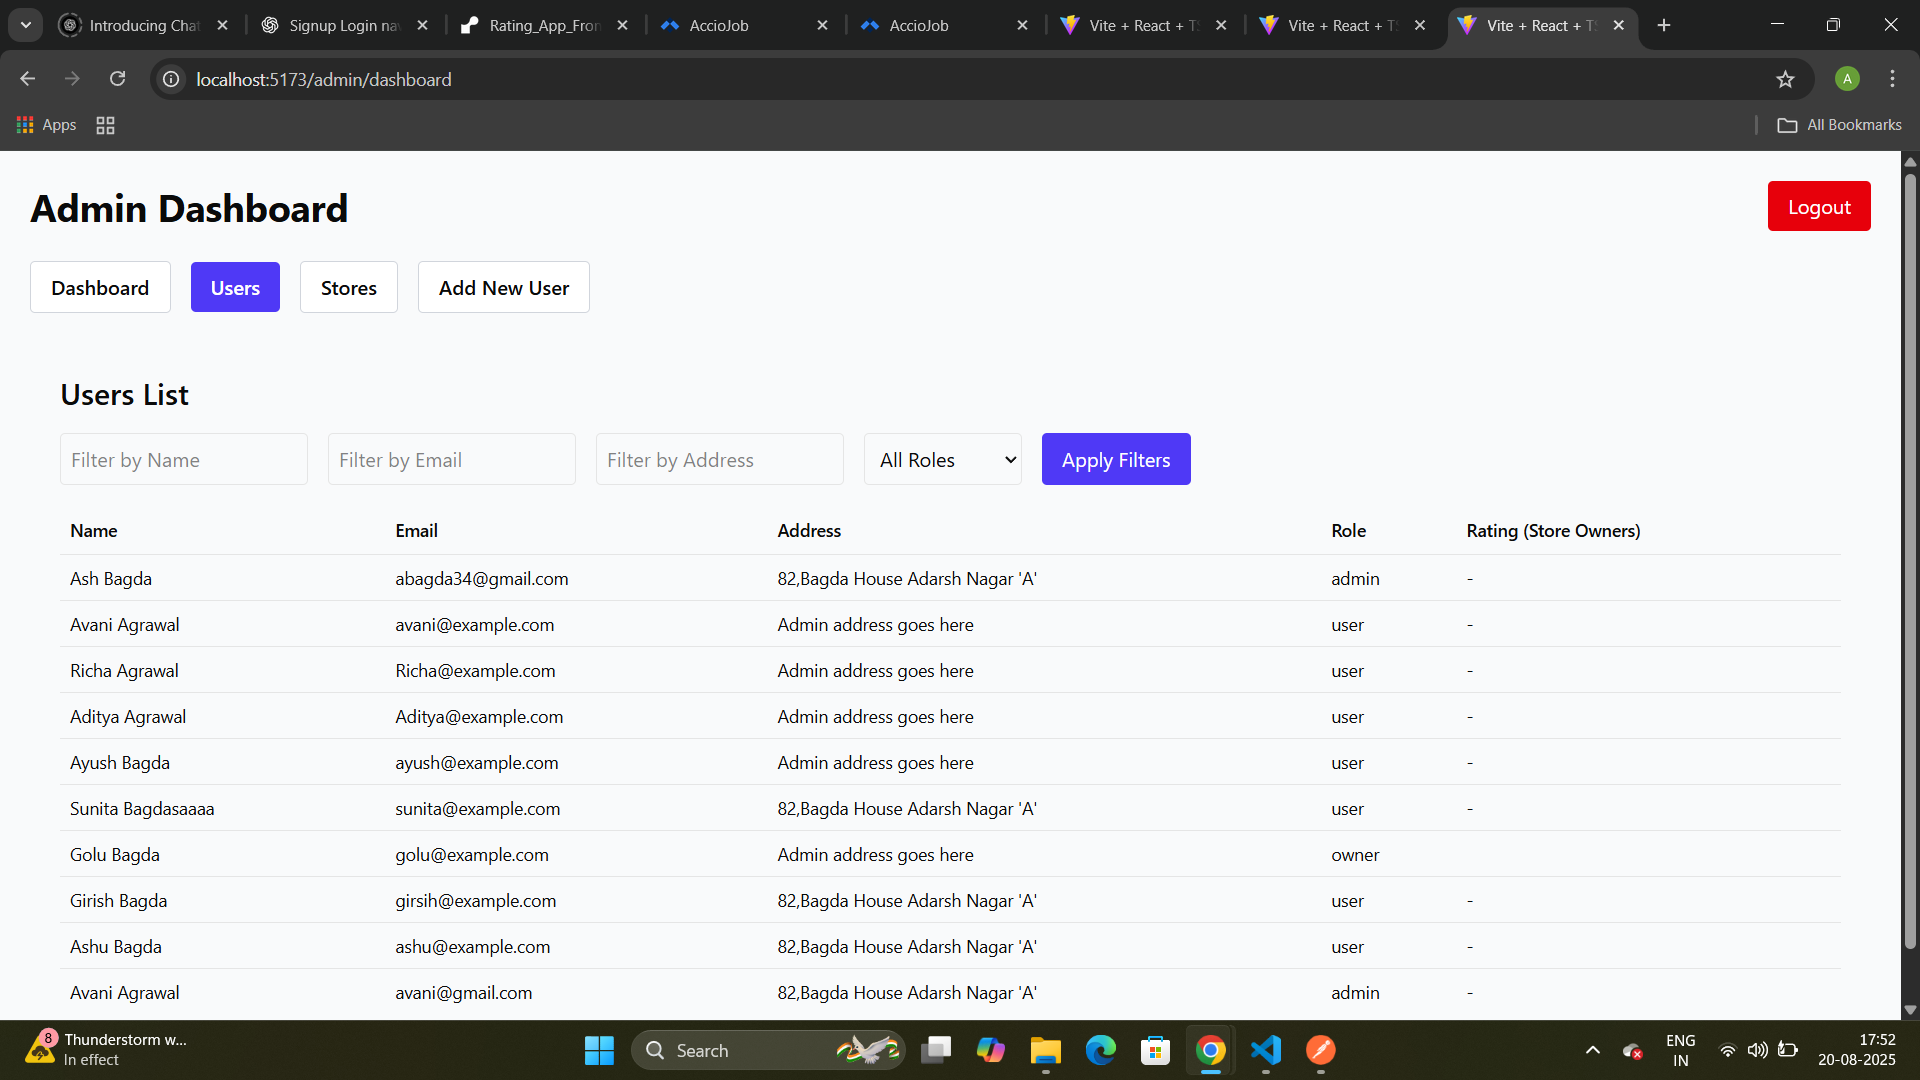 Introducing Chat
Signup Login nav
Rating_App_Fron
AccioJob
AccioJob
Vite + React + TS
Vite + React + TS
Vite + React + TS
localhost:5173/admin/dashboard
A
Apps
All Bookmarks
Admin Dashboard
Logout
Dashboard
Users
Stores
Add New User
Users List
Filter by Name
Filter by Email
Filter by Address
All Roles
Apply Filters
Name Email Address Role Rating (Store Owners)
Ash Bagda abagda34@gmail.com 82,Bagda House Adarsh Nagar 'A' admin -
Avani Agrawal avani@example.com Admin address goes here user -
Richa Agrawal Richa@example.com Admin address goes here user -
Aditya Agrawal Aditya@example.com Admin address goes here user -
Ayush Bagda ayush@example.com Admin address goes here user -
Sunita Bagdasaaaa sunita@example.com 82,Bagda House Adarsh Nagar 'A' user -
Golu Bagda golu@example.com Admin address goes here owner
Girish Bagda girsih@example.com 82,Bagda House Adarsh Nagar 'A' user -
Ashu Bagda ashu@example.com 82,Bagda House Adarsh Nagar 'A' user -
Avani Agrawal avani@gmail.com 82,Bagda House Adarsh Nagar 'A' admin -
8
Thunderstorm w...
In effect
Search
ENG
IN
17:52
20-08-2025